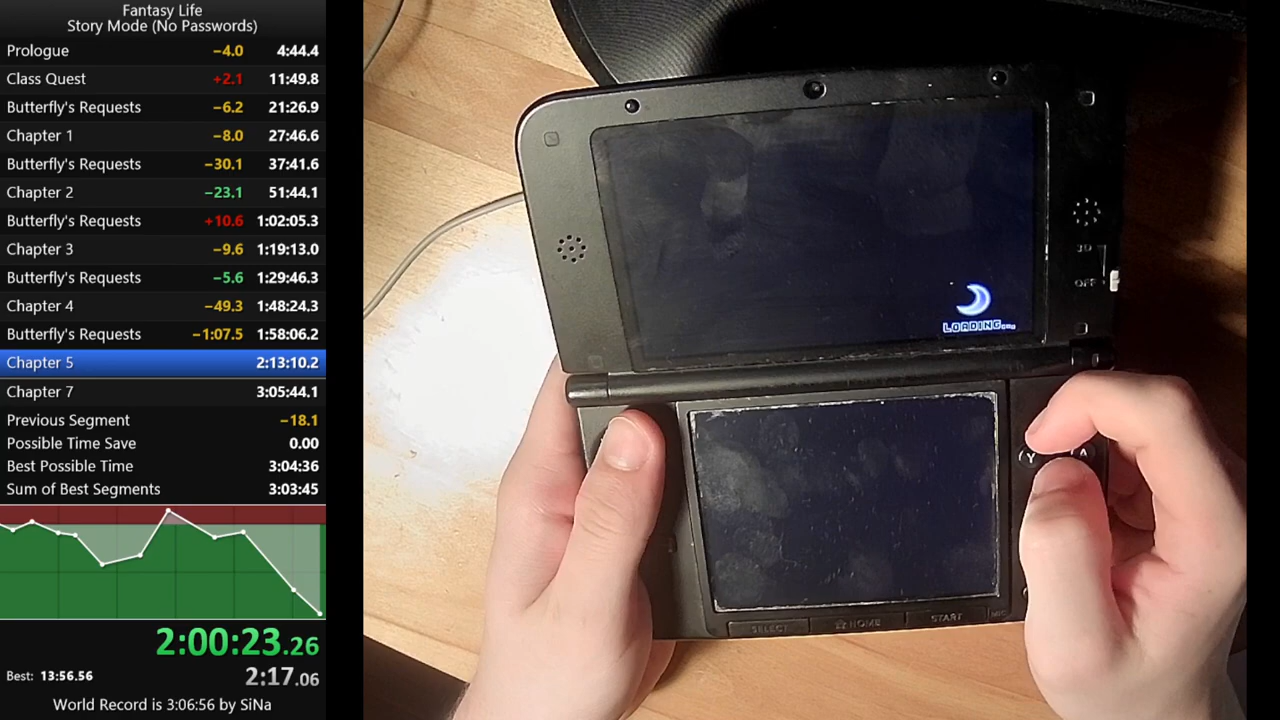 Fantasy Life
Story Mode (No Passwords)
Prologue −4.0 4:44.4
Class Quest +2.1 11:49.8
Butterfly's Requests −6.2 21:26.9
Chapter 1 −8.0 27:46.6
Butterfly's Requests −30.1 37:41.6
Chapter 2 −23.1 51:44.1
Butterfly's Requests +10.6 1:02:05.3
Chapter 3 −9.6 1:19:13.0
Butterfly's Requests −5.6 1:29:46.3
Chapter 4 −49.3 1:48:24.3
Butterfly's Requests −1:07.5 1:58:06.2
Chapter 5 2:13:10.2
Chapter 7 3:05:44.1
Previous Segment −18.1
Possible Time Save 0.00
Best Possible Time 3:04:36
Sum of Best Segments 3:03:45
2:00:23.26
Best: 13:56.56 2:17.06
World Record is 3:06:56 by SiNa
3D
OFF
LOADING...
Y A
SELECT HOME START MIC